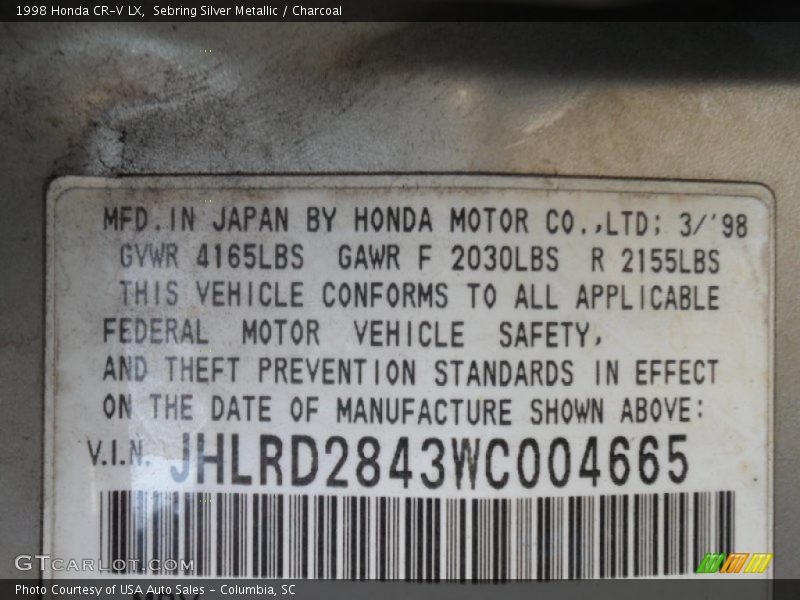 1998 Honda CR-V LX, Sebring Silver Metallic / Charcoal
MFD. IN JAPAN BY HONDA MOTOR CO.,LTD; 3/'98
GVWR 4165LBS GAWR F 2030LBS R 2155LBS
THIS VEHICLE CONFORMS TO ALL APPLICABLE
FEDERAL MOTOR VEHICLE SAFETY,
AND THEFT PREVENTION STANDARDS IN EFFECT
ON THE DATE OF MANUFACTURE SHOWN ABOVE:
V.I.N. JHLRD2843WC004665
GTCARLOT.COM
Photo Courtesy of USA Auto Sales - Columbia, SC